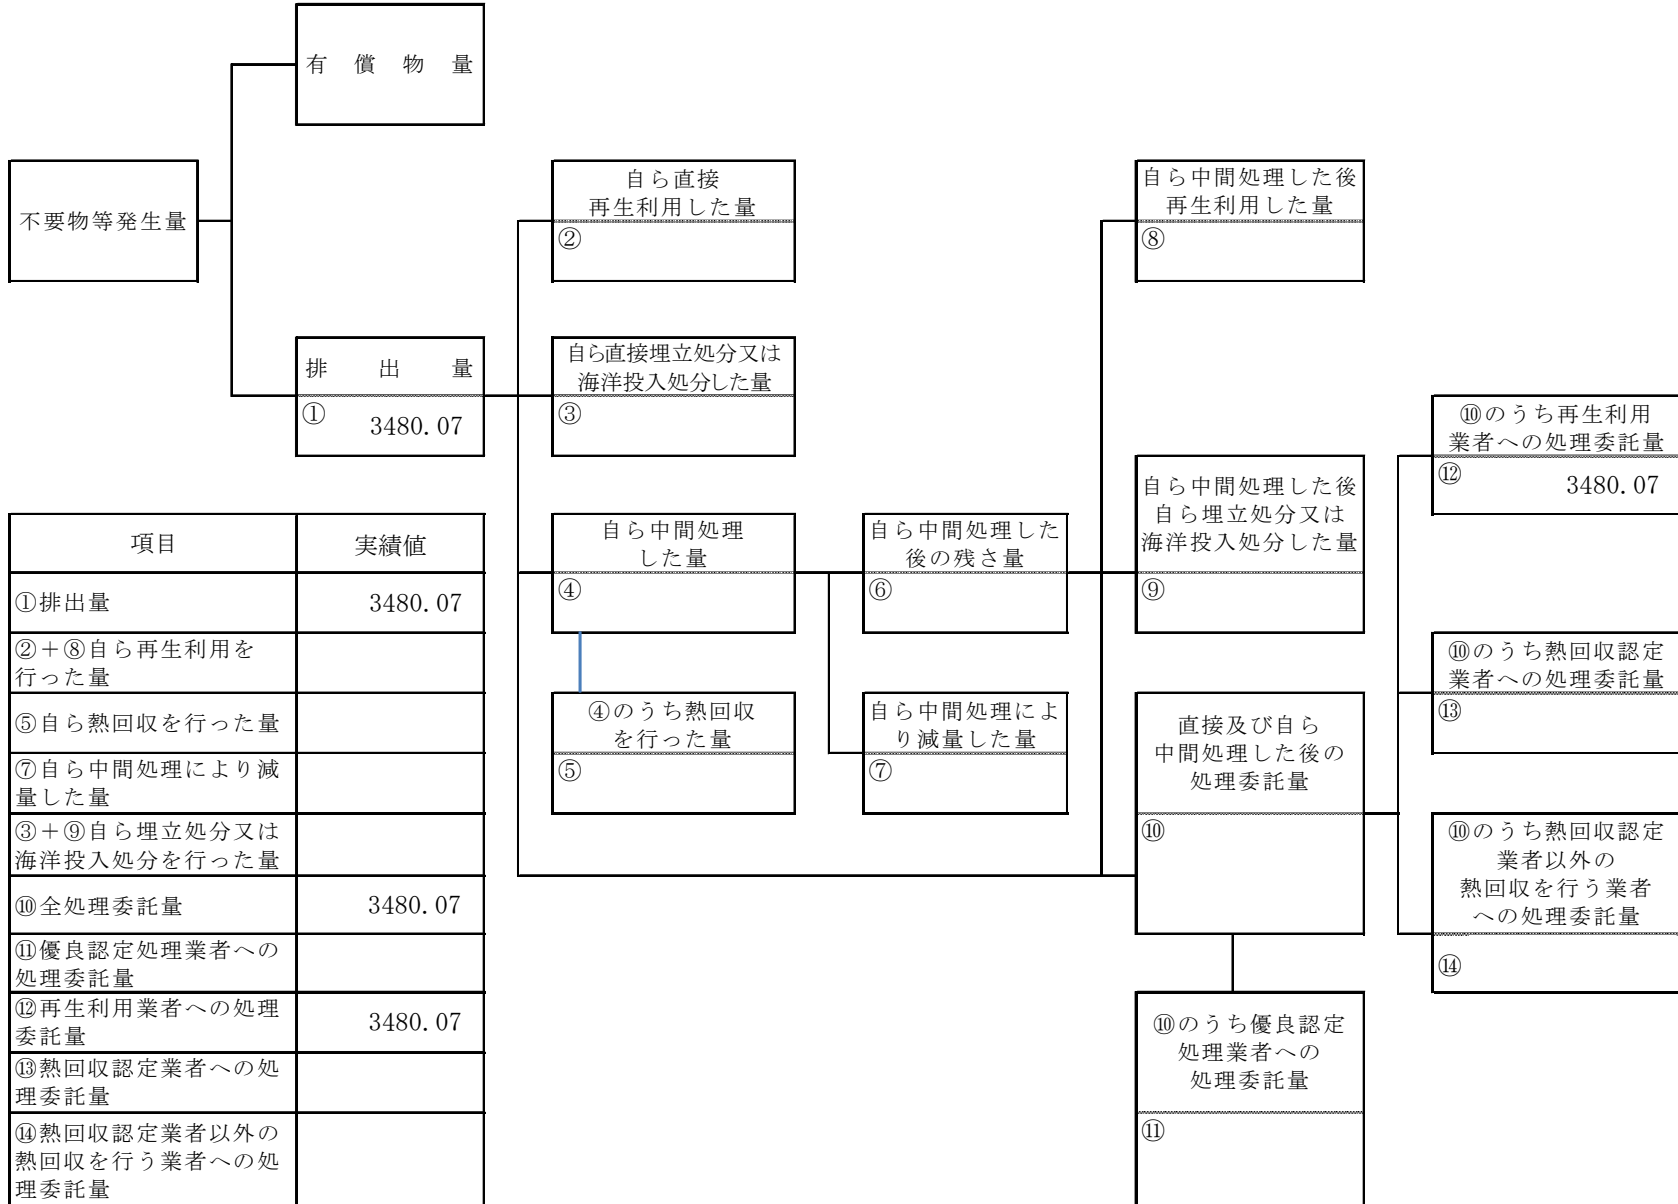 有償物量
不要物等発生量
排出量
① 3480.07
自ら直接
再生利用した量
②
自ら直接埋立処分又は
海洋投入処分した量
③
自ら中間処理
した量
④
④のうち熱回収
を行った量
⑤
自ら中間処理した
後の残さ量
⑥
自ら中間処理によ
り減量した量
⑦
自ら中間処理した後
再生利用した量
⑧
自ら中間処理した後
自ら埋立処分又は
海洋投入処分した量
⑨
直接及び自ら
中間処理した後の
処理委託量
⑩
⑩のうち優良認定
処理業者への
処理委託量
⑪
⑩のうち再生利用
業者への処理委託量
⑫ 3480.07
⑩のうち熱回収認定
業者への処理委託量
⑬
⑩のうち熱回収認定
業者以外の
熱回収を行う業者
への処理委託量
⑭
項目 実績値
①排出量 3480.07
②+⑧自ら再生利用を
行った量
⑤自ら熱回収を行った量
⑦自ら中間処理により減
量した量
③+⑨自ら埋立処分又は
海洋投入処分を行った量
⑩全処理委託量 3480.07
⑪優良認定処理業者への
処理委託量
⑫再生利用業者への処理
委託量 3480.07
⑬熱回収認定業者への処
理委託量
⑭熱回収認定業者以外の
熱回収を行う業者への処
理委託量